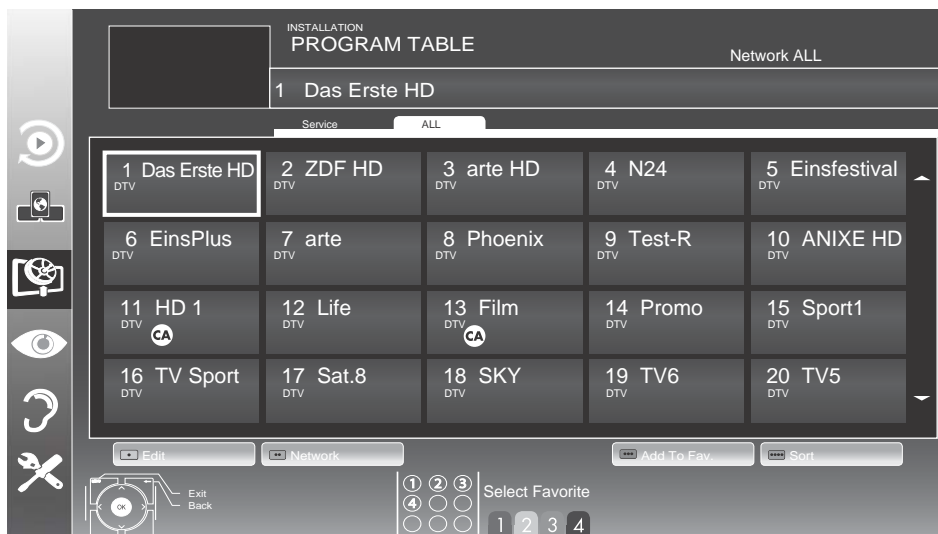 INSTALLATION
PROGRAM TABLE
Network ALL
1 Das Erste HD
Service ALL
1 Das Erste HD
DTV
2 ZDF HD
DTV
3 arte HD
DTV
4 N24
DTV
5 Einsfestival
DTV
6 EinsPlus
DTV
7 arte
DTV
8 Phoenix
DTV
9 Test-R
DTV
10 ANIXE HD
DTV
11 HD 1
DTV
CA
12 Life
DTV
13 Film
DTV
CA
14 Promo
DTV
15 Sport1
DTV
16 TV Sport
DTV
17 Sat.8
DTV
18 SKY
DTV
19 TV6
DTV
20 TV5
DTV
Edit
Network
Add To Fav.
Sort
OK
Exit
Back
1 2 3
4
Select Favorite
1 2 3 4